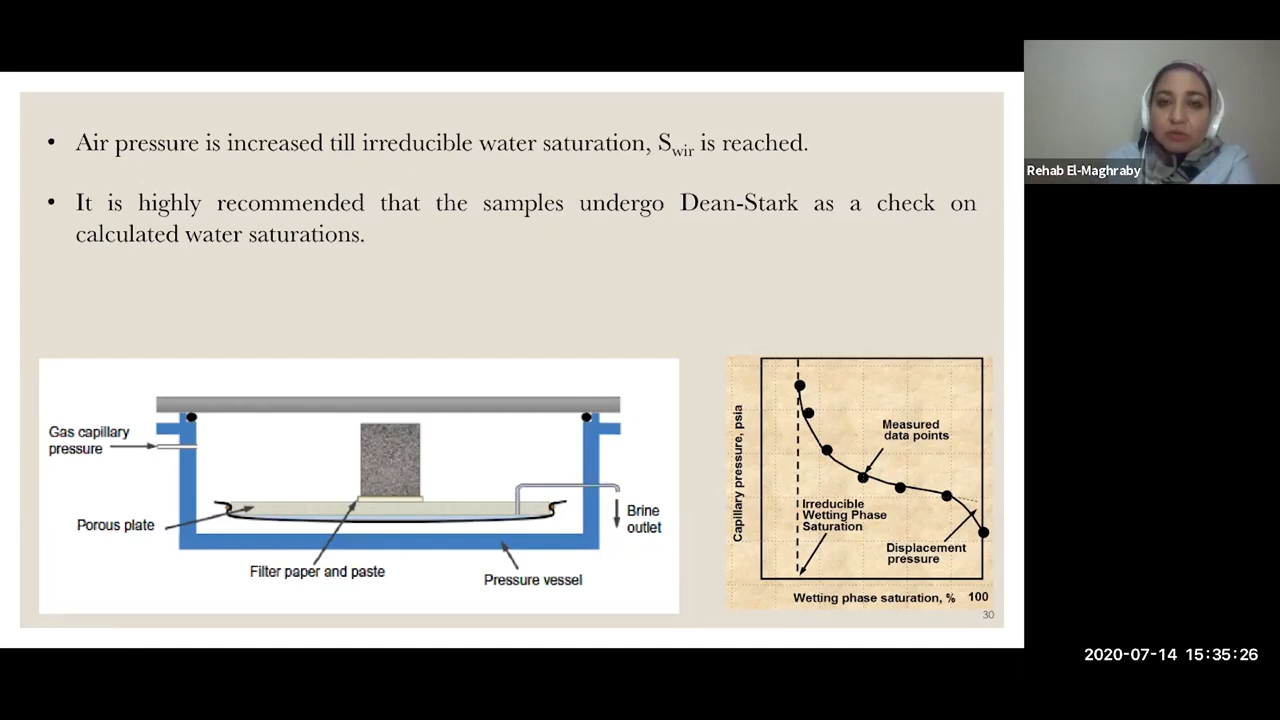 • Air pressure is increased till irreducible water saturation, Swir is reached.
• It is highly recommended that the samples undergo Dean-Stark as a check on
calculated water saturations.
Gas capillary
pressure
Porous plate
Filter paper and paste
Pressure vessel
Brine
outlet
Capillary pressure, psia
Measured
data points
Irreducible
Wetting Phase
Saturation
Displacement
pressure
Wetting phase saturation, % 100
30
Rehab El-Maghraby
2020-07-14 15:35:26